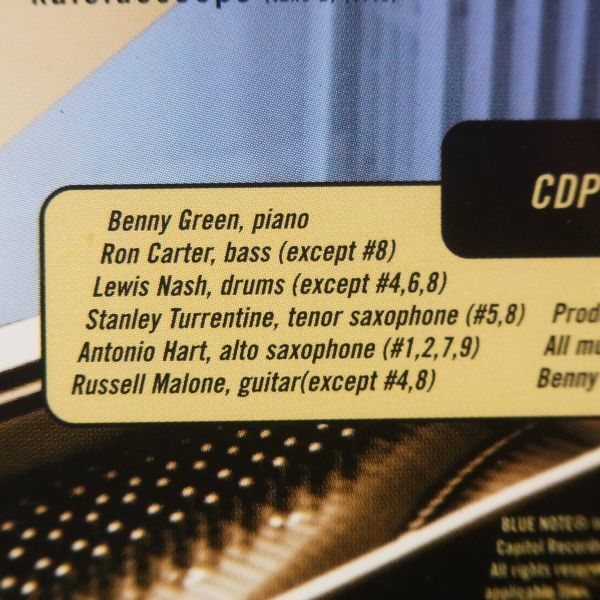 CDP
Benny Green, piano
Ron Carter, bass (except #8)
Lewis Nash, drums (except #4,6,8)
Stanley Turrentine, tenor saxophone (#5,8)
Antonio Hart, alto saxophone (#1,2,7,9)
Russell Malone, guitar(except #4,8)
Prod
All mu
Benny
BLUE NOTE®
Capitol Record
All rights